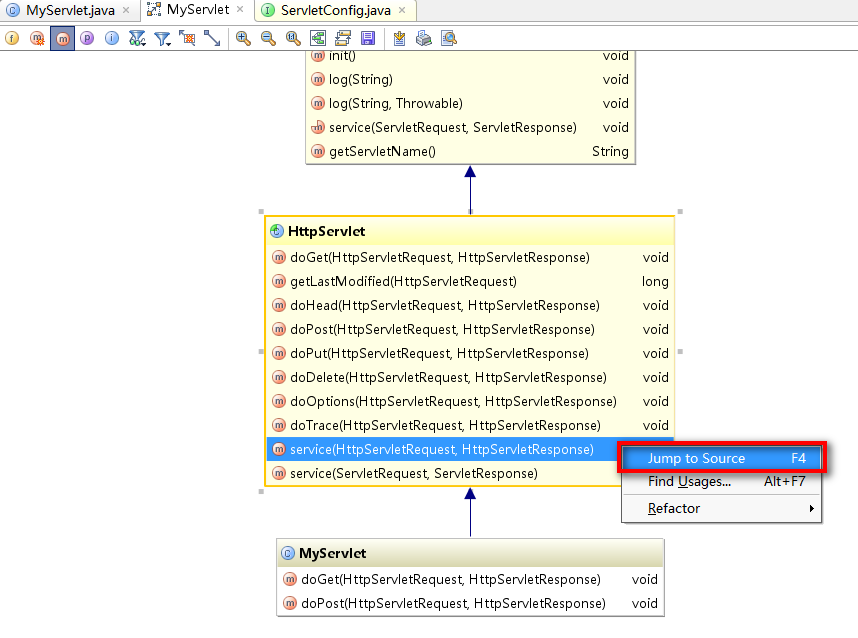 MyServlet.java × MyServlet × ServletConfig.java ×
init() void
log(String) void
log(String, Throwable) void
service(ServletRequest, ServletResponse) void
getServletName() String
HttpServlet
doGet(HttpServletRequest, HttpServletResponse) void
getLastModified(HttpServletRequest) long
doHead(HttpServletRequest, HttpServletResponse) void
doPost(HttpServletRequest, HttpServletResponse) void
doPut(HttpServletRequest, HttpServletResponse) void
doDelete(HttpServletRequest, HttpServletResponse) void
doOptions(HttpServletRequest, HttpServletResponse) void
doTrace(HttpServletRequest, HttpServletResponse) void
service(HttpServletRequest, HttpServletResponse)
service(ServletRequest, ServletResponse)
Jump to Source F4
Find Usages... Alt+F7
Refactor
MyServlet
doGet(HttpServletRequest, HttpServletResponse) void
doPost(HttpServletRequest, HttpServletResponse) void